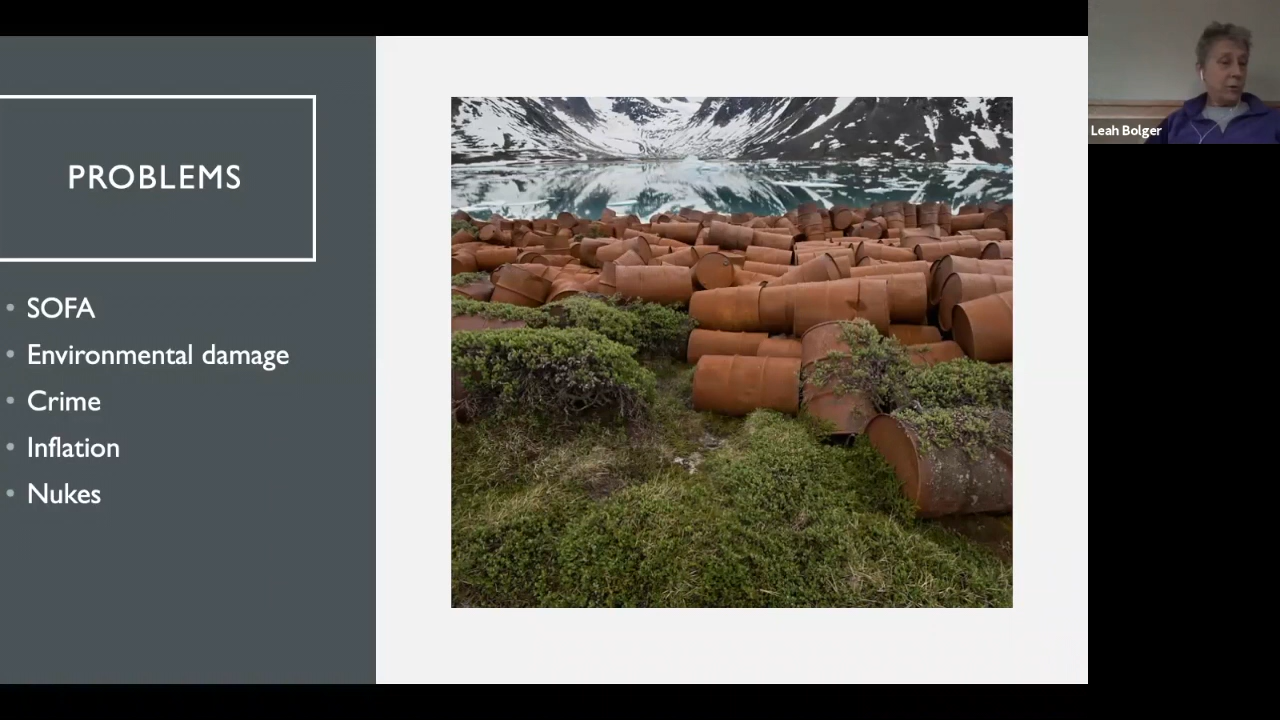 PROBLEMS
SOFA
Environmental damage
Crime
Inflation
Nukes
Leah Bolger